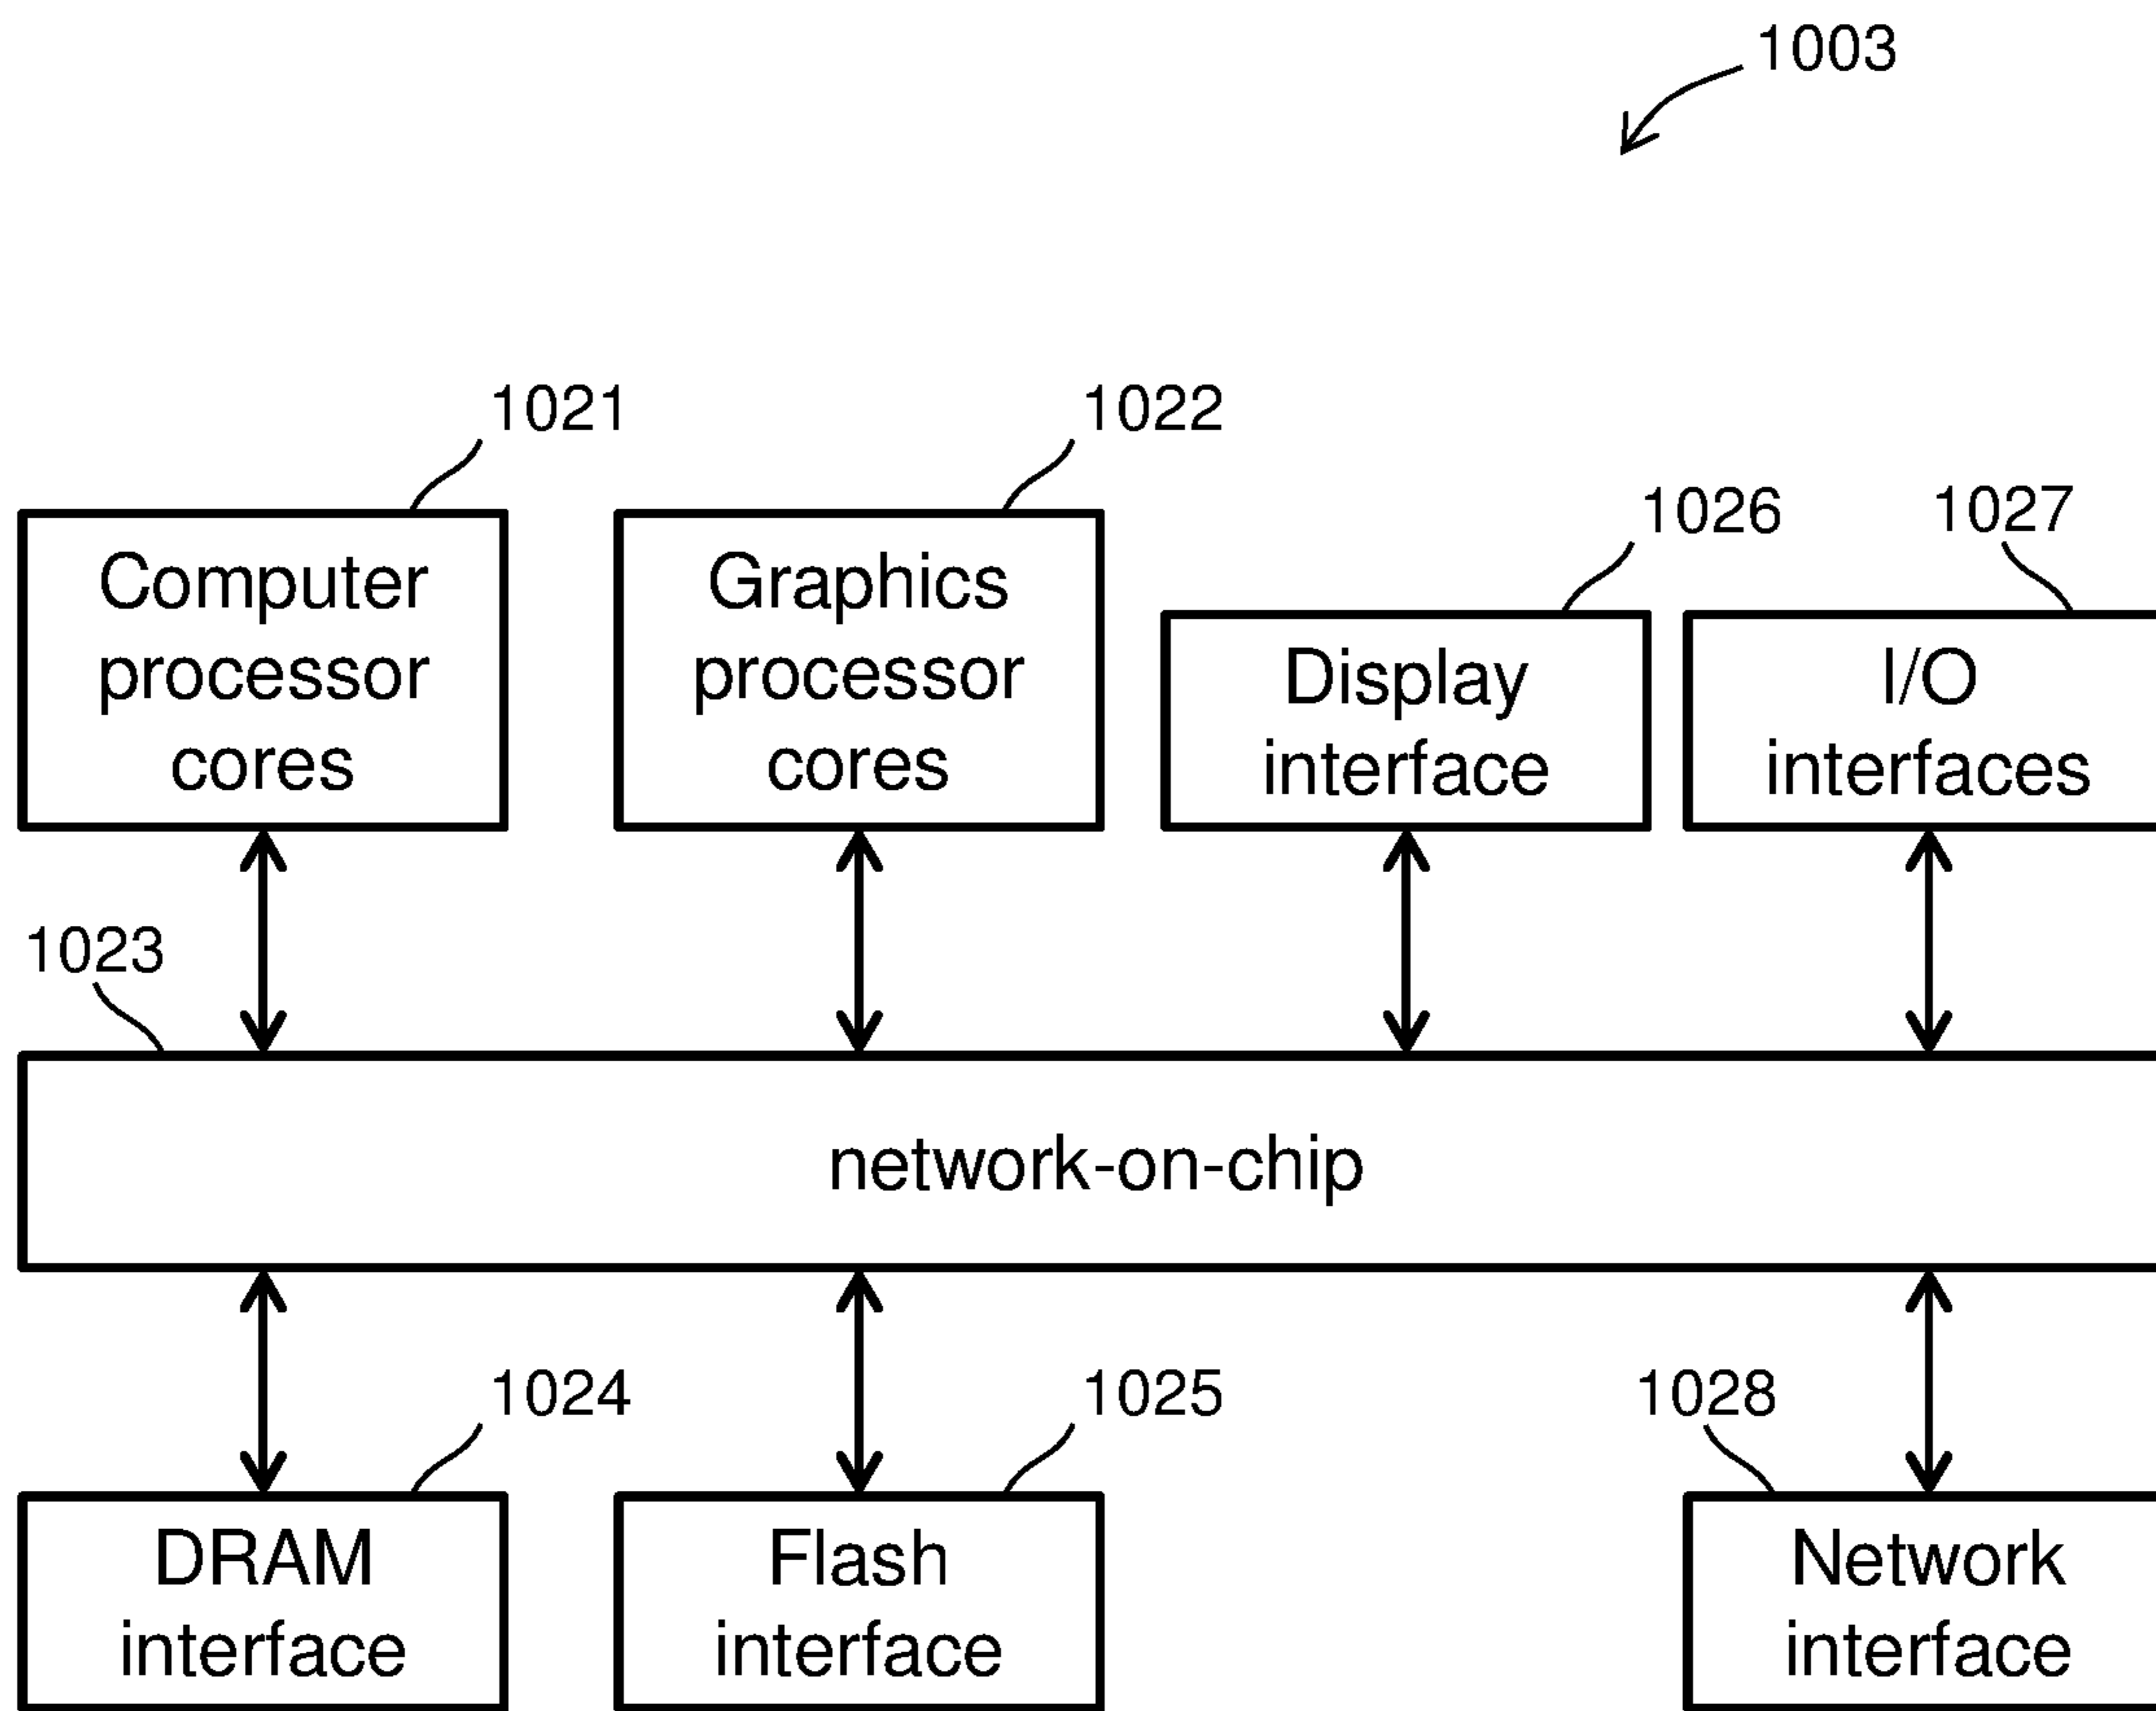 1003
1021
1022
1026
1027
Computer
processor
cores
Graphics
processor
cores
Display
interface
I/O
interfaces
1023
network-on-chip
1024
1025
1028
DRAM
interface
Flash
interface
Network
interface